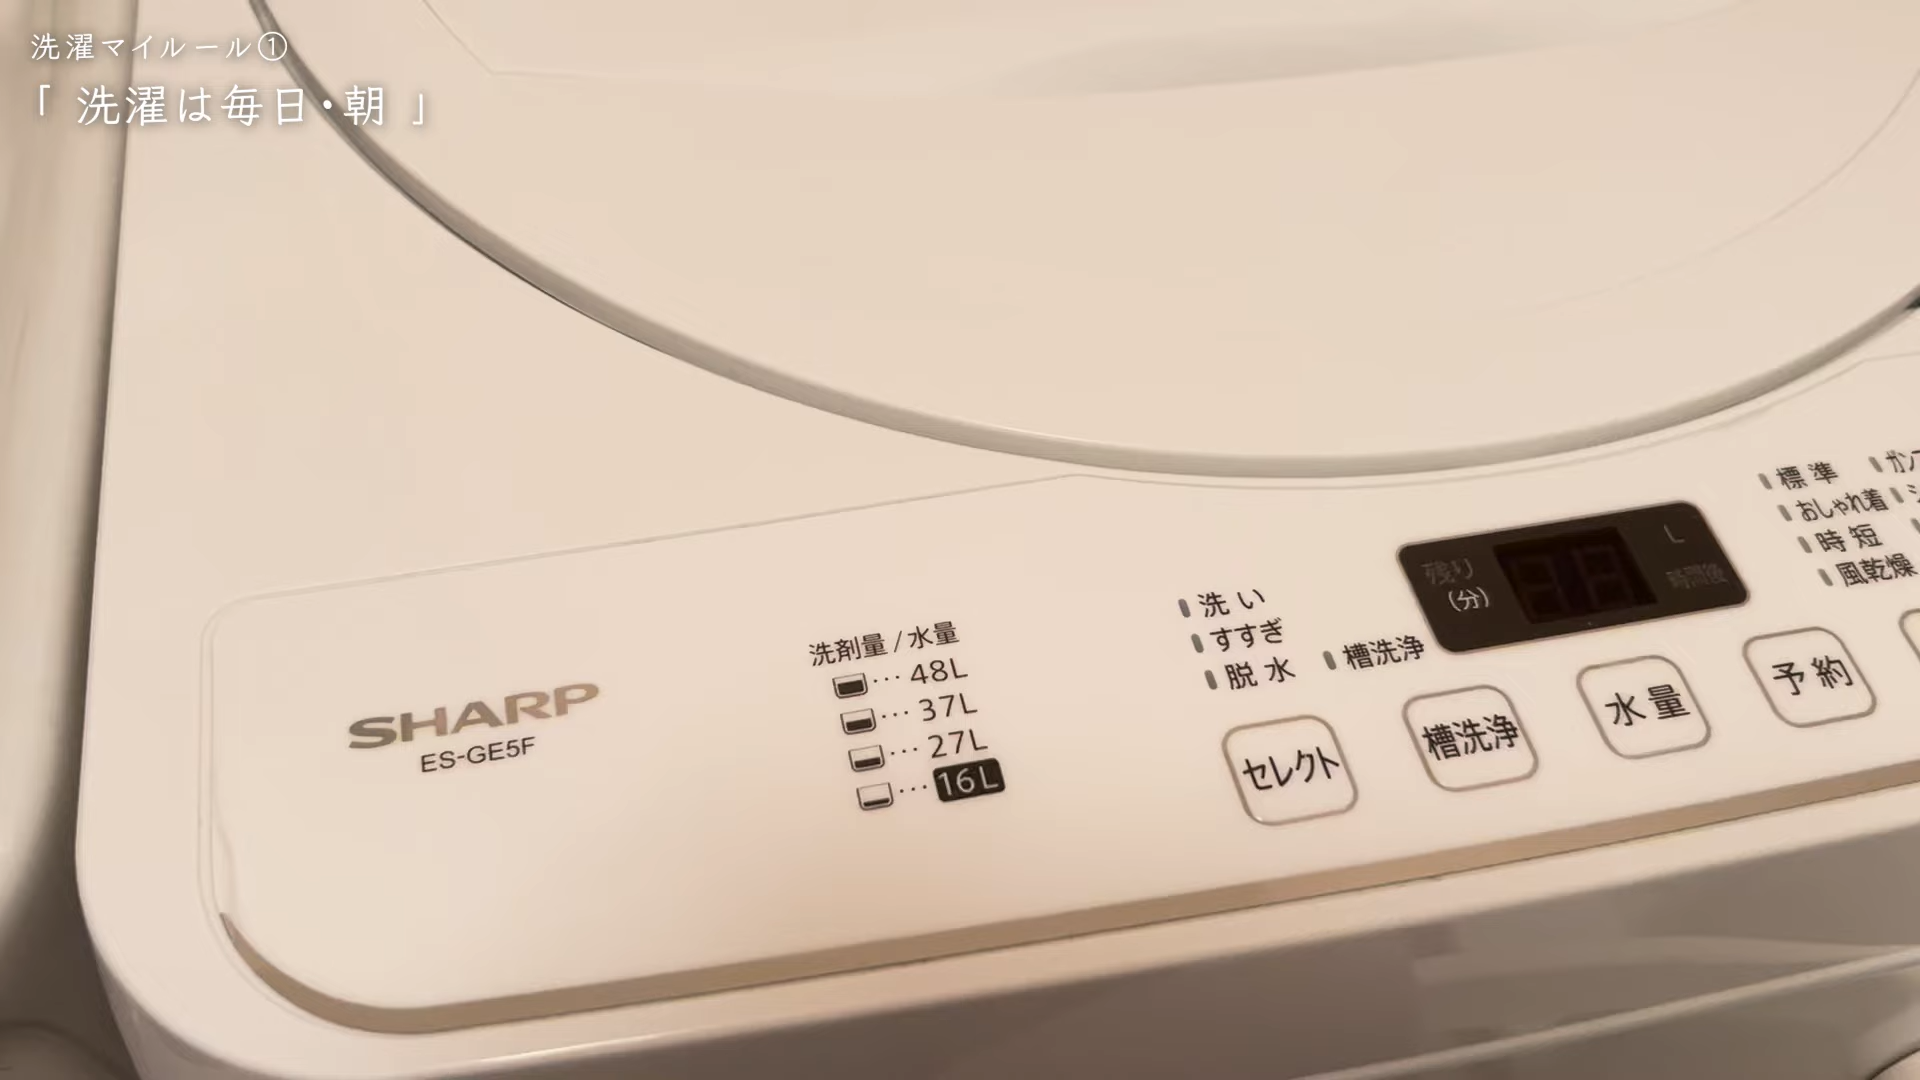 洗濯マイルール①
「 洗濯は毎日・朝 」
SHARP
ES-GE5F
洗剤量/水量
… 48L
… 37L
… 27L
… 16L
洗い
すすぎ
脱水
槽洗浄
残り
(分)
L
時間後
標準
おしゃれ着
時短
風乾燥
セレクト
槽洗浄
水量
予約